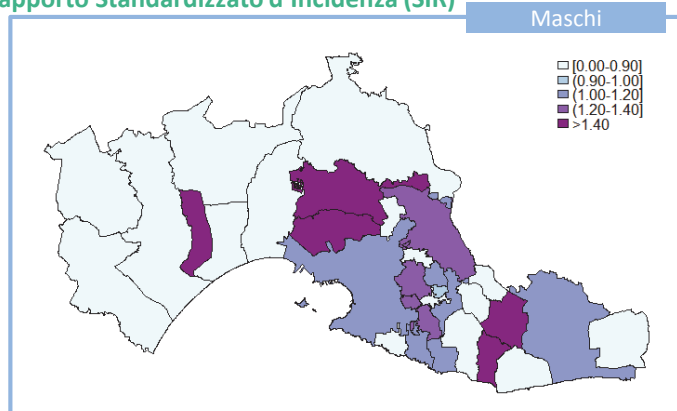 apporto Standardizzato d'Incidenza (SIR)
Maschi
[0.00-0.90]
(0.90-1.00]
(1.00-1.20]
(1.20-1.40]
>1.40